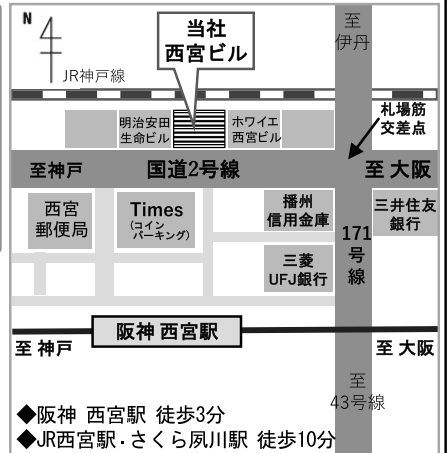 N
至
伊丹
当社
西宮ビル
JR神戸線
明治安田
生命ビル
ホワイエ
西宮ビル
札場筋
交差点
至神戸
国道2号線
至 大阪
西宮
郵便局
Times
(コイン
パーキング)
播州
信用金庫
三井住友
銀行
171
号
線
三菱
UFJ銀行
阪神 西宮駅
至 神戸
至 大阪
至
43号線
◆阪神 西宮駅 徒歩3分
◆JR西宮駅・さくら夙川駅 徒歩10分